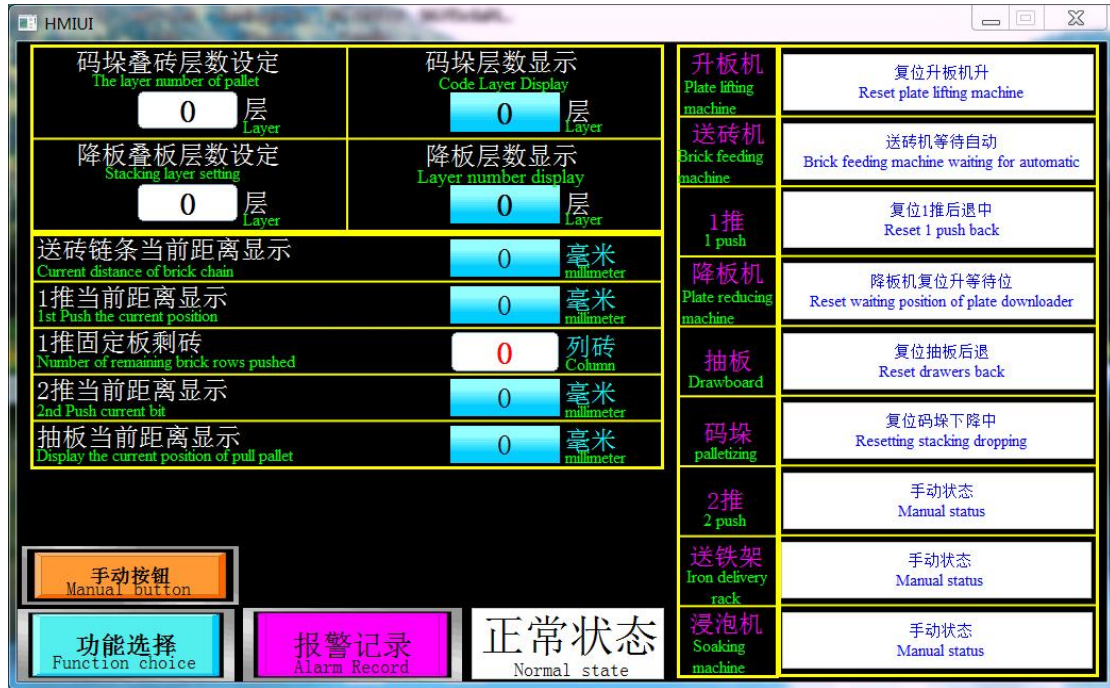 HMIUI
码垛叠砖层数设定
The layer number of pallet
0 层
Layer
码垛层数显示
Code Layer Display
0 层
Layer
降板叠板层数设定
Stacking layer setting
0 层
Layer
降板层数显示
Layer number display
0 层
Layer
送砖链条当前距离显示
Current distance of brick chain
0 毫米
millimeter
1推当前距离显示
1st Push the current position
0 毫米
millimeter
1推固定板剩砖
Number of remaining brick rows pushed
0 列砖
Column
2推当前距离显示
2nd Push current bit
0 毫米
millimeter
抽板当前距离显示
Display the current position of pull pallet
0 毫米
millimeter
手动按钮
Manual button
功能选择
Function choice
报警记录
Alarm Record
正常状态
Normal state
升板机
Plate lifting
machine
复位升板机升
Reset plate lifting machine
送砖机
Brick feeding
machine
送砖机等待自动
Brick feeding machine waiting for automatic
1推
1 push
复位1推后退中
Reset 1 push back
降板机
Plate reducing
machine
降板机复位升等待位
Reset waiting position of plate downloader
抽板
Drawboard
复位抽板后退
Reset drawers back
码垛
palletizing
复位码垛下降中
Resetting stacking dropping
2推
2 push
手动状态
Manual status
送铁架
Iron delivery
rack
手动状态
Manual status
浸泡机
Soaking
machine
手动状态
Manual status